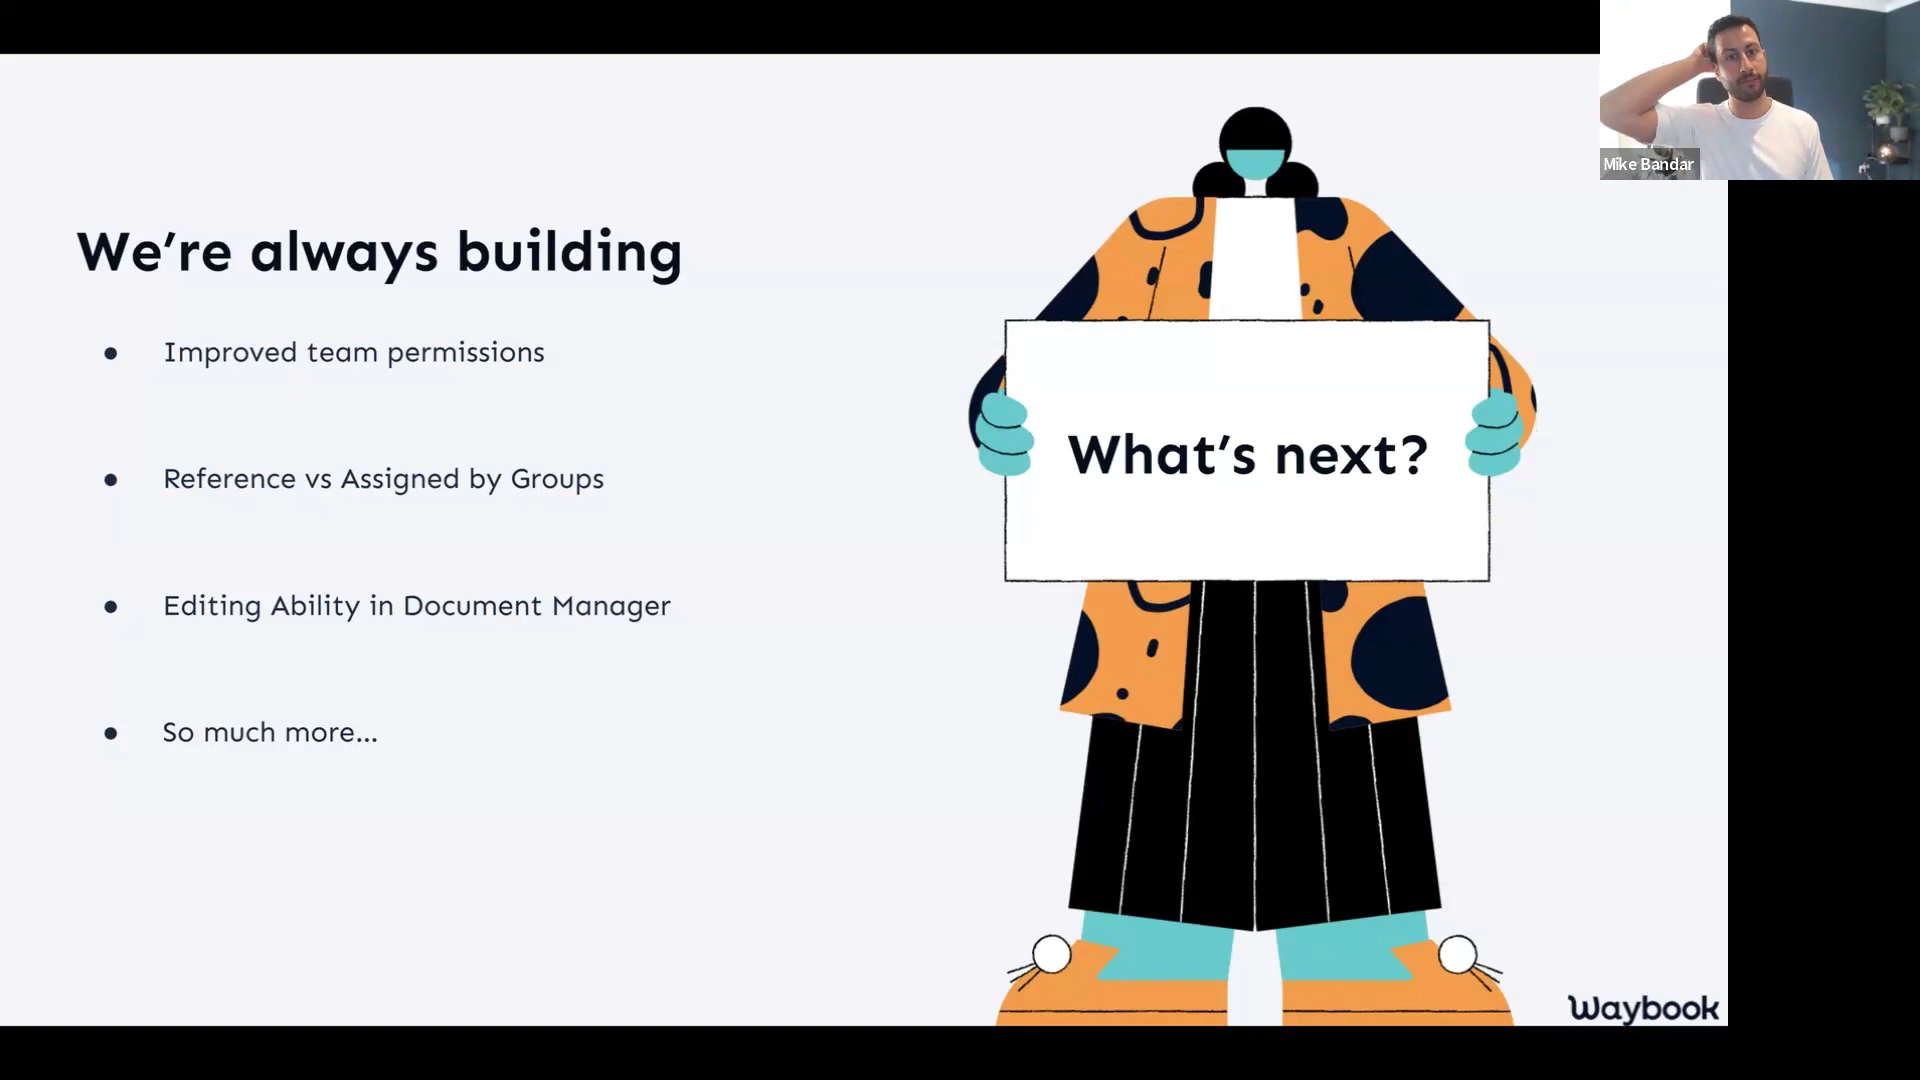 Mike Bandar
We’re always building
Improved team permissions
Reference vs Assigned by Groups
Editing Ability in Document Manager
So much more...
What’s next?
Waybook